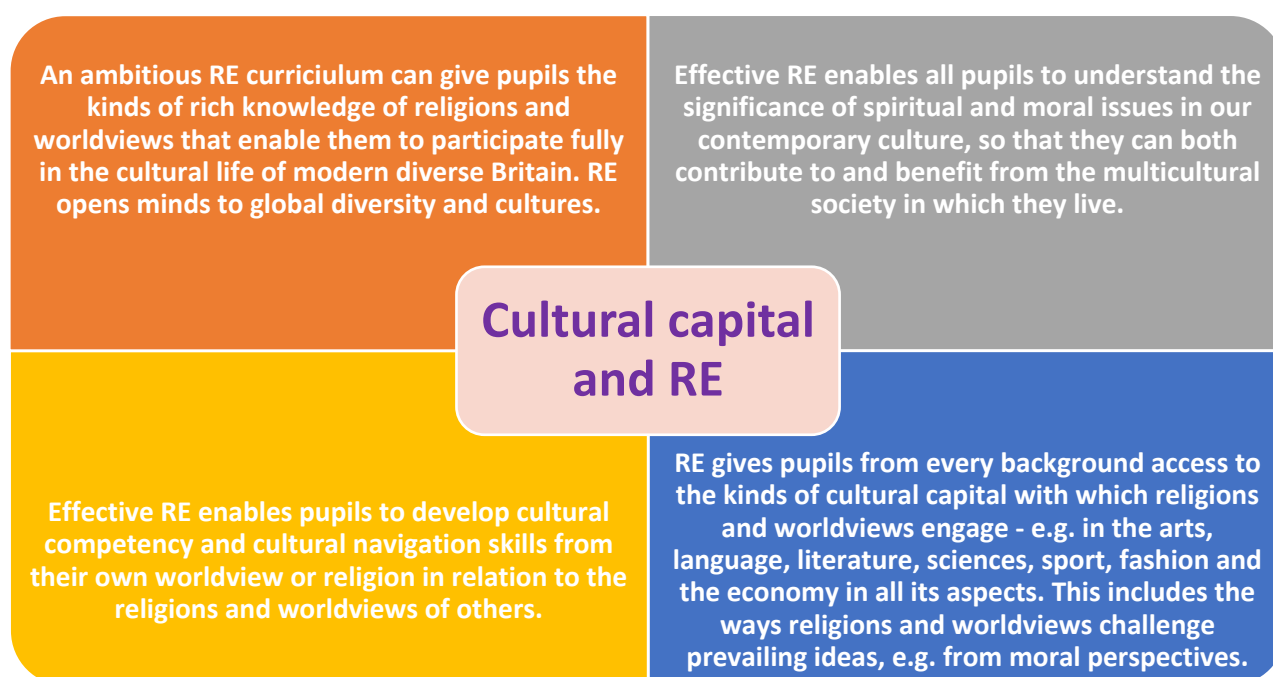 An ambitious RE curriciulum can give pupils the
kinds of rich knowledge of religions and
worldviews that enable them to participate fully
in the cultural life of modern diverse Britain. RE
opens minds to global diversity and cultures.
Effective RE enables all pupils to understand the
significance of spiritual and moral issues in our
contemporary culture, so that they can both
contribute to and benefit from the multicultural
society in which they live.
Cultural capital
and RE
Effective RE enables pupils to develop cultural
competency and cultural navigation skills from
their own worldview or religion in relation to the
religions and worldviews of others.
RE gives pupils from every background access to
the kinds of cultural capital with which religions
and worldviews engage - e.g. in the arts,
language, literature, sciences, sport, fashion and
the economy in all its aspects. This includes the
ways religions and worldviews challenge
prevailing ideas, e.g. from moral perspectives.